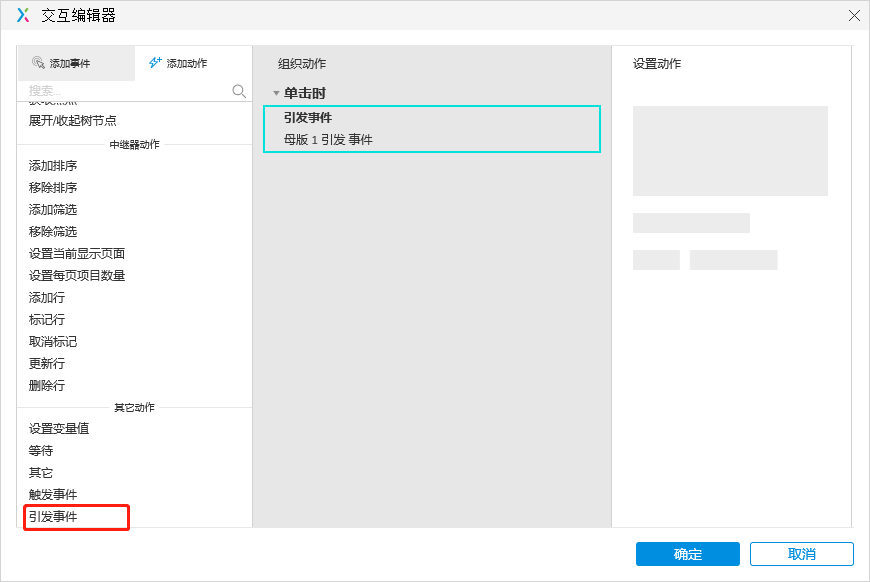 交互编辑器
添加事件
添加动作
搜索...
展开/收起树节点
中继器动作
添加排序
移除排序
添加筛选
移除筛选
设置当前显示页面
设置每页项目数量
添加行
标记行
取消标记
更新行
删除行
其它动作
设置变量值
等待
其它
触发事件
引发事件
组织动作
单击时
引发事件
母版 1 引发 事件
设置动作
确定
取消